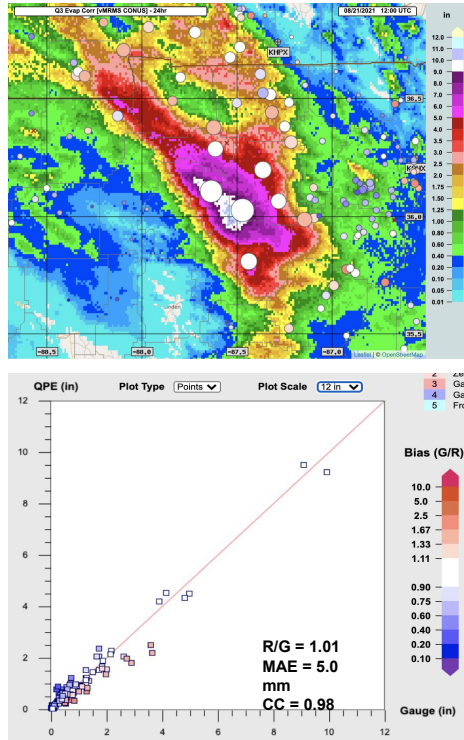 Q3 Evap Corr [vMRMS CONUS] - 24hr
08/21/2021 12:00 UTC
in
KHPX
12.0
11.0
10.0
9.0
8.0
7.0
6.0
5.0
4.0
3.0
2.5
2.0
1.75
1.50
1.25
1.00
0.75
0.50
0.40
0.30
0.20
0.10
0.05
0.01
36.5
36.0
35.5
Linden
-88.5
-88.0
-87.5
-87.0
Leaflet | © OpenStreetMap
QPE (in)
Plot Type
Points
Plot Scale
12 in
3 Ga
4 Ga
5 Fro
12
10
8
6
4
2
0
0 2 4 6 8 10 12
R/G = 1.01
MAE = 5.0
mm
CC = 0.98
Gauge (in)
Bias (G/R)
10.0
5.0
2.5
1.67
1.33
1.11
0.90
0.75
0.60
0.40
0.20
0.10